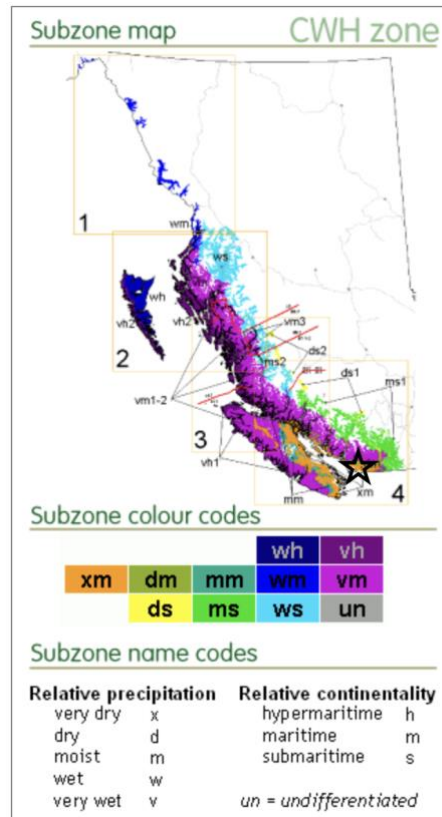 Subzone map
CWH zone
1
wm
ws
wh
vh2
vh2
2
vm3
ds2
ms2
ds1
ms1
vm1-2
3
vh1
mm
xm
4
Subzone colour codes
wh vh
xm dm mm wm vm
ds ms ws un
Subzone name codes
Relative precipitation Relative continentality
very dry x hypermaritime h
dry d maritime m
moist m submaritime s
wet w
very wet v un = undifferentiated